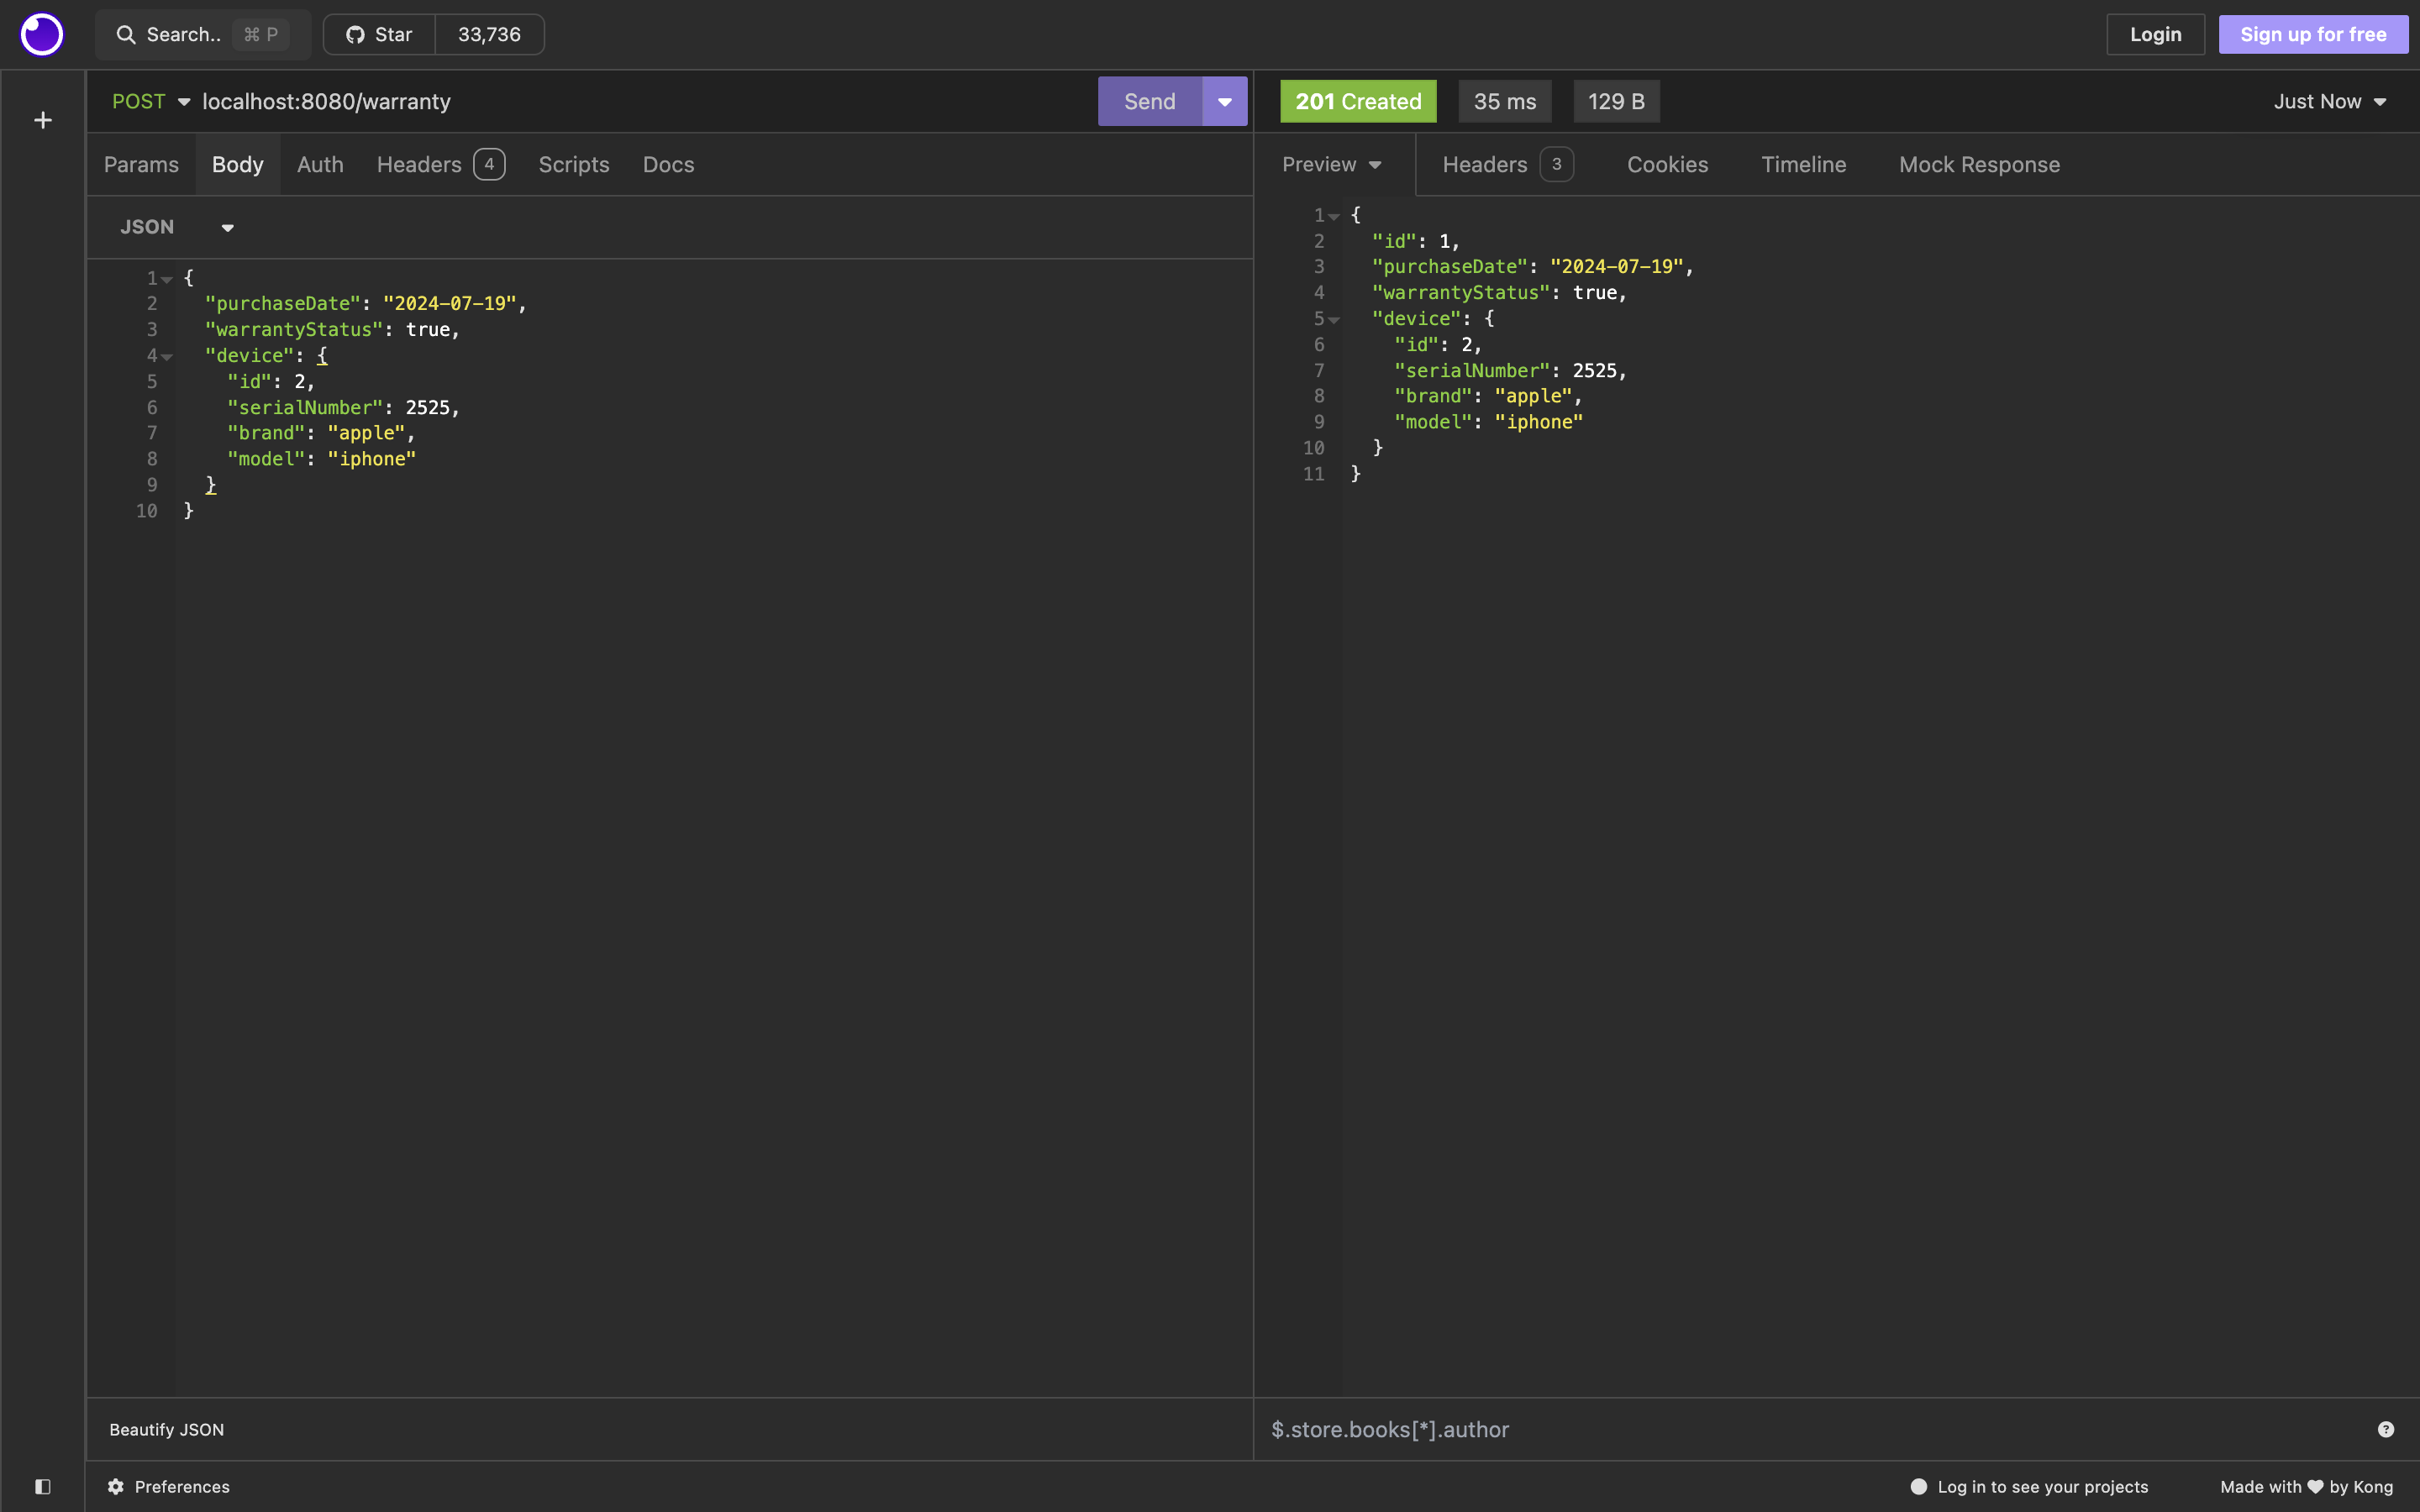 Search.. ⌘ P
Star 33,736
Login
Sign up for free
POST localhost:8080/warranty
Send
201 Created
35 ms
129 B
Just Now
Params
Body
Auth
Headers 4
Scripts
Docs
Preview
Headers 3
Cookies
Timeline
Mock Response
JSON
1 {
2 "purchaseDate": "2024-07-19",
3 "warrantyStatus": true,
4 "device": {
5 "id": 2,
6 "serialNumber": 2525,
7 "brand": "apple",
8 "model": "iphone"
9 }
10 }
1 {
2 "id": 1,
3 "purchaseDate": "2024-07-19",
4 "warrantyStatus": true,
5 "device": {
6 "id": 2,
7 "serialNumber": 2525,
8 "brand": "apple",
9 "model": "iphone"
10 }
11 }
Beautify JSON
$.store.books[*].author
Preferences
Log in to see your projects
Made with ♥ by Kong